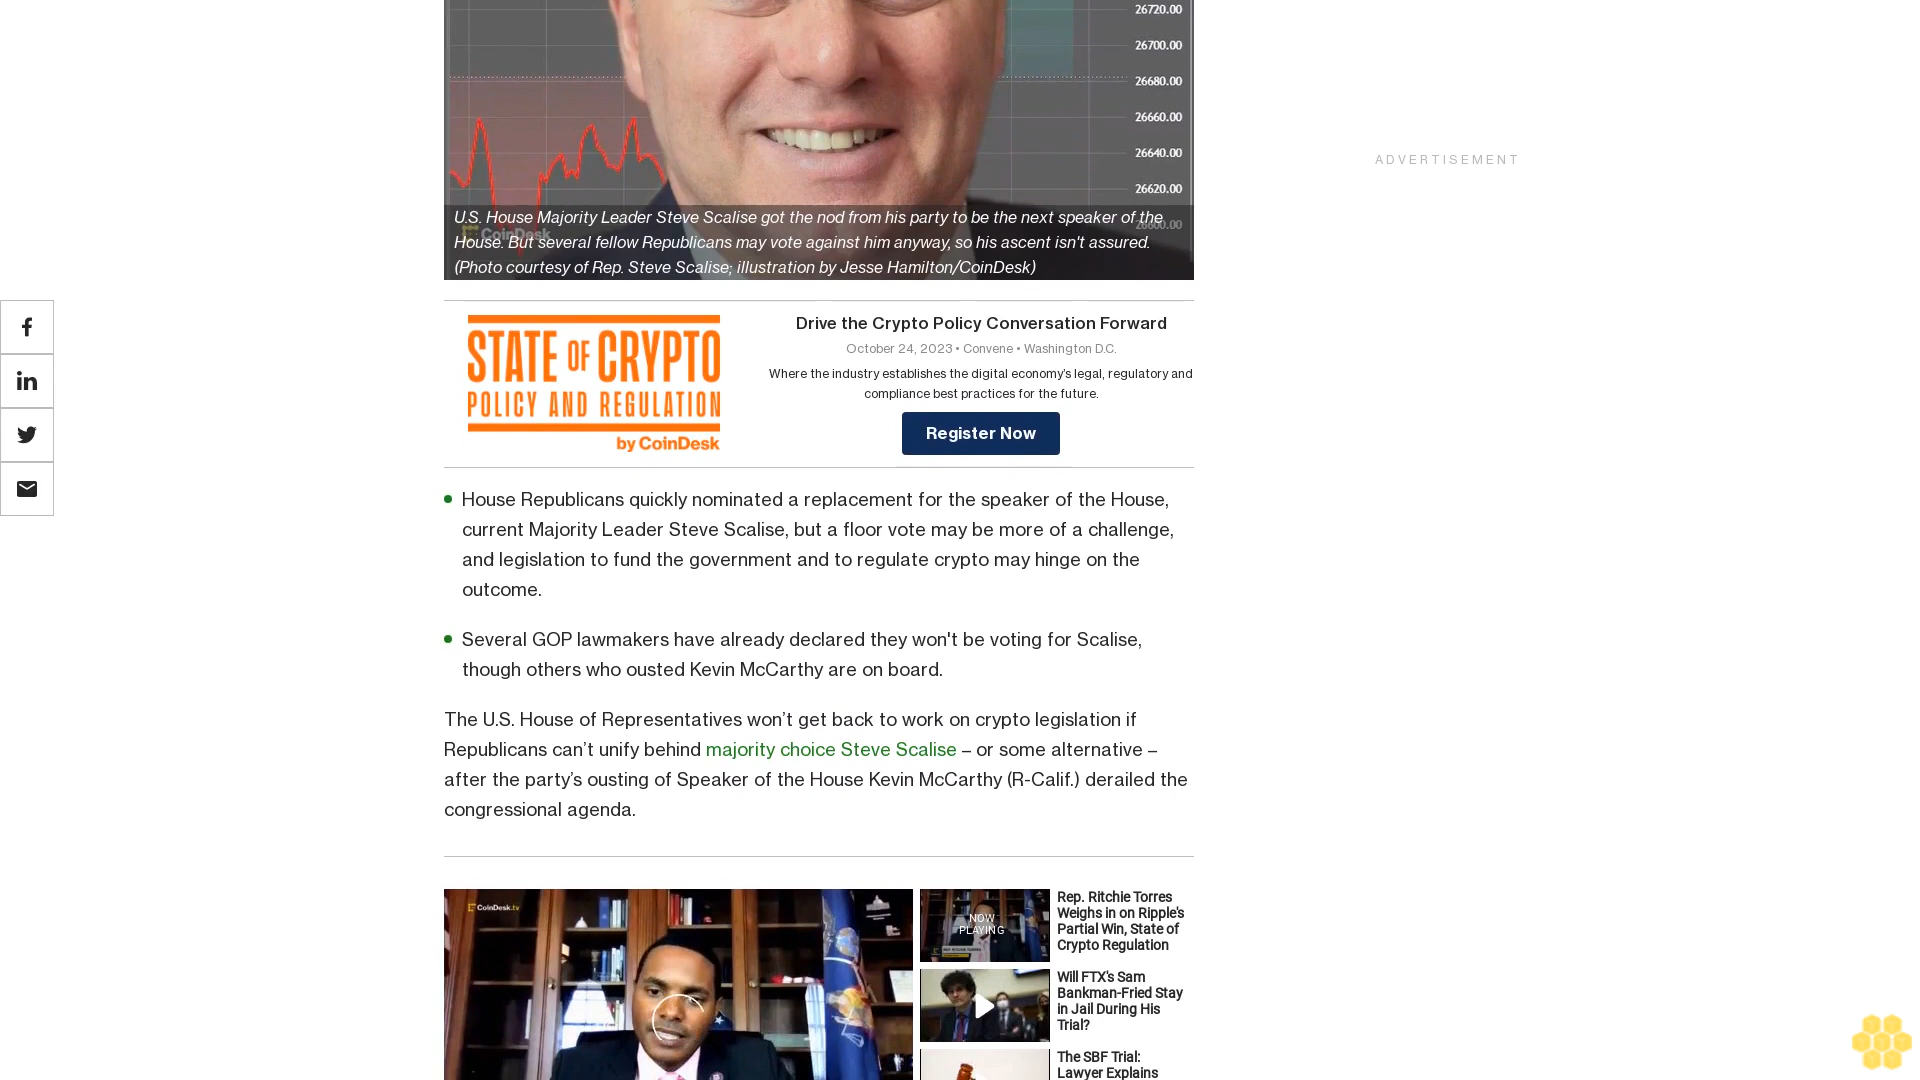 26720.00
26700.00
26680.00
26660.00
26640.00
26620.00
26600.00
CoinDesk
U.S. House Majority Leader Steve Scalise got the nod from his party to be the next speaker of the
House. But several fellow Republicans may vote against him anyway, so his ascent isn't assured.
(Photo courtesy of Rep. Steve Scalise; illustration by Jesse Hamilton/CoinDesk)
ADVERTISEMENT
STATE OF CRYPTO
POLICY AND REGULATION
by CoinDesk
Drive the Crypto Policy Conversation Forward
October 24, 2023 • Convene • Washington D.C.
Where the industry establishes the digital economy's legal, regulatory and
compliance best practices for the future.
Register Now
House Republicans quickly nominated a replacement for the speaker of the House,
current Majority Leader Steve Scalise, but a floor vote may be more of a challenge,
and legislation to fund the government and to regulate crypto may hinge on the
outcome.
Several GOP lawmakers have already declared they won't be voting for Scalise,
though others who ousted Kevin McCarthy are on board.
The U.S. House of Representatives won’t get back to work on crypto legislation if
Republicans can’t unify behind majority choice Steve Scalise – or some alternative –
after the party’s ousting of Speaker of the House Kevin McCarthy (R-Calif.) derailed the
congressional agenda.
CoinDesk.tv
NOW
PLAYING
Rep. Ritchie Torres
Weighs in on Ripple's
Partial Win, State of
Crypto Regulation
Will FTX's Sam
Bankman-Fried Stay
in Jail During His
Trial?
The SBF Trial:
Lawyer Explains